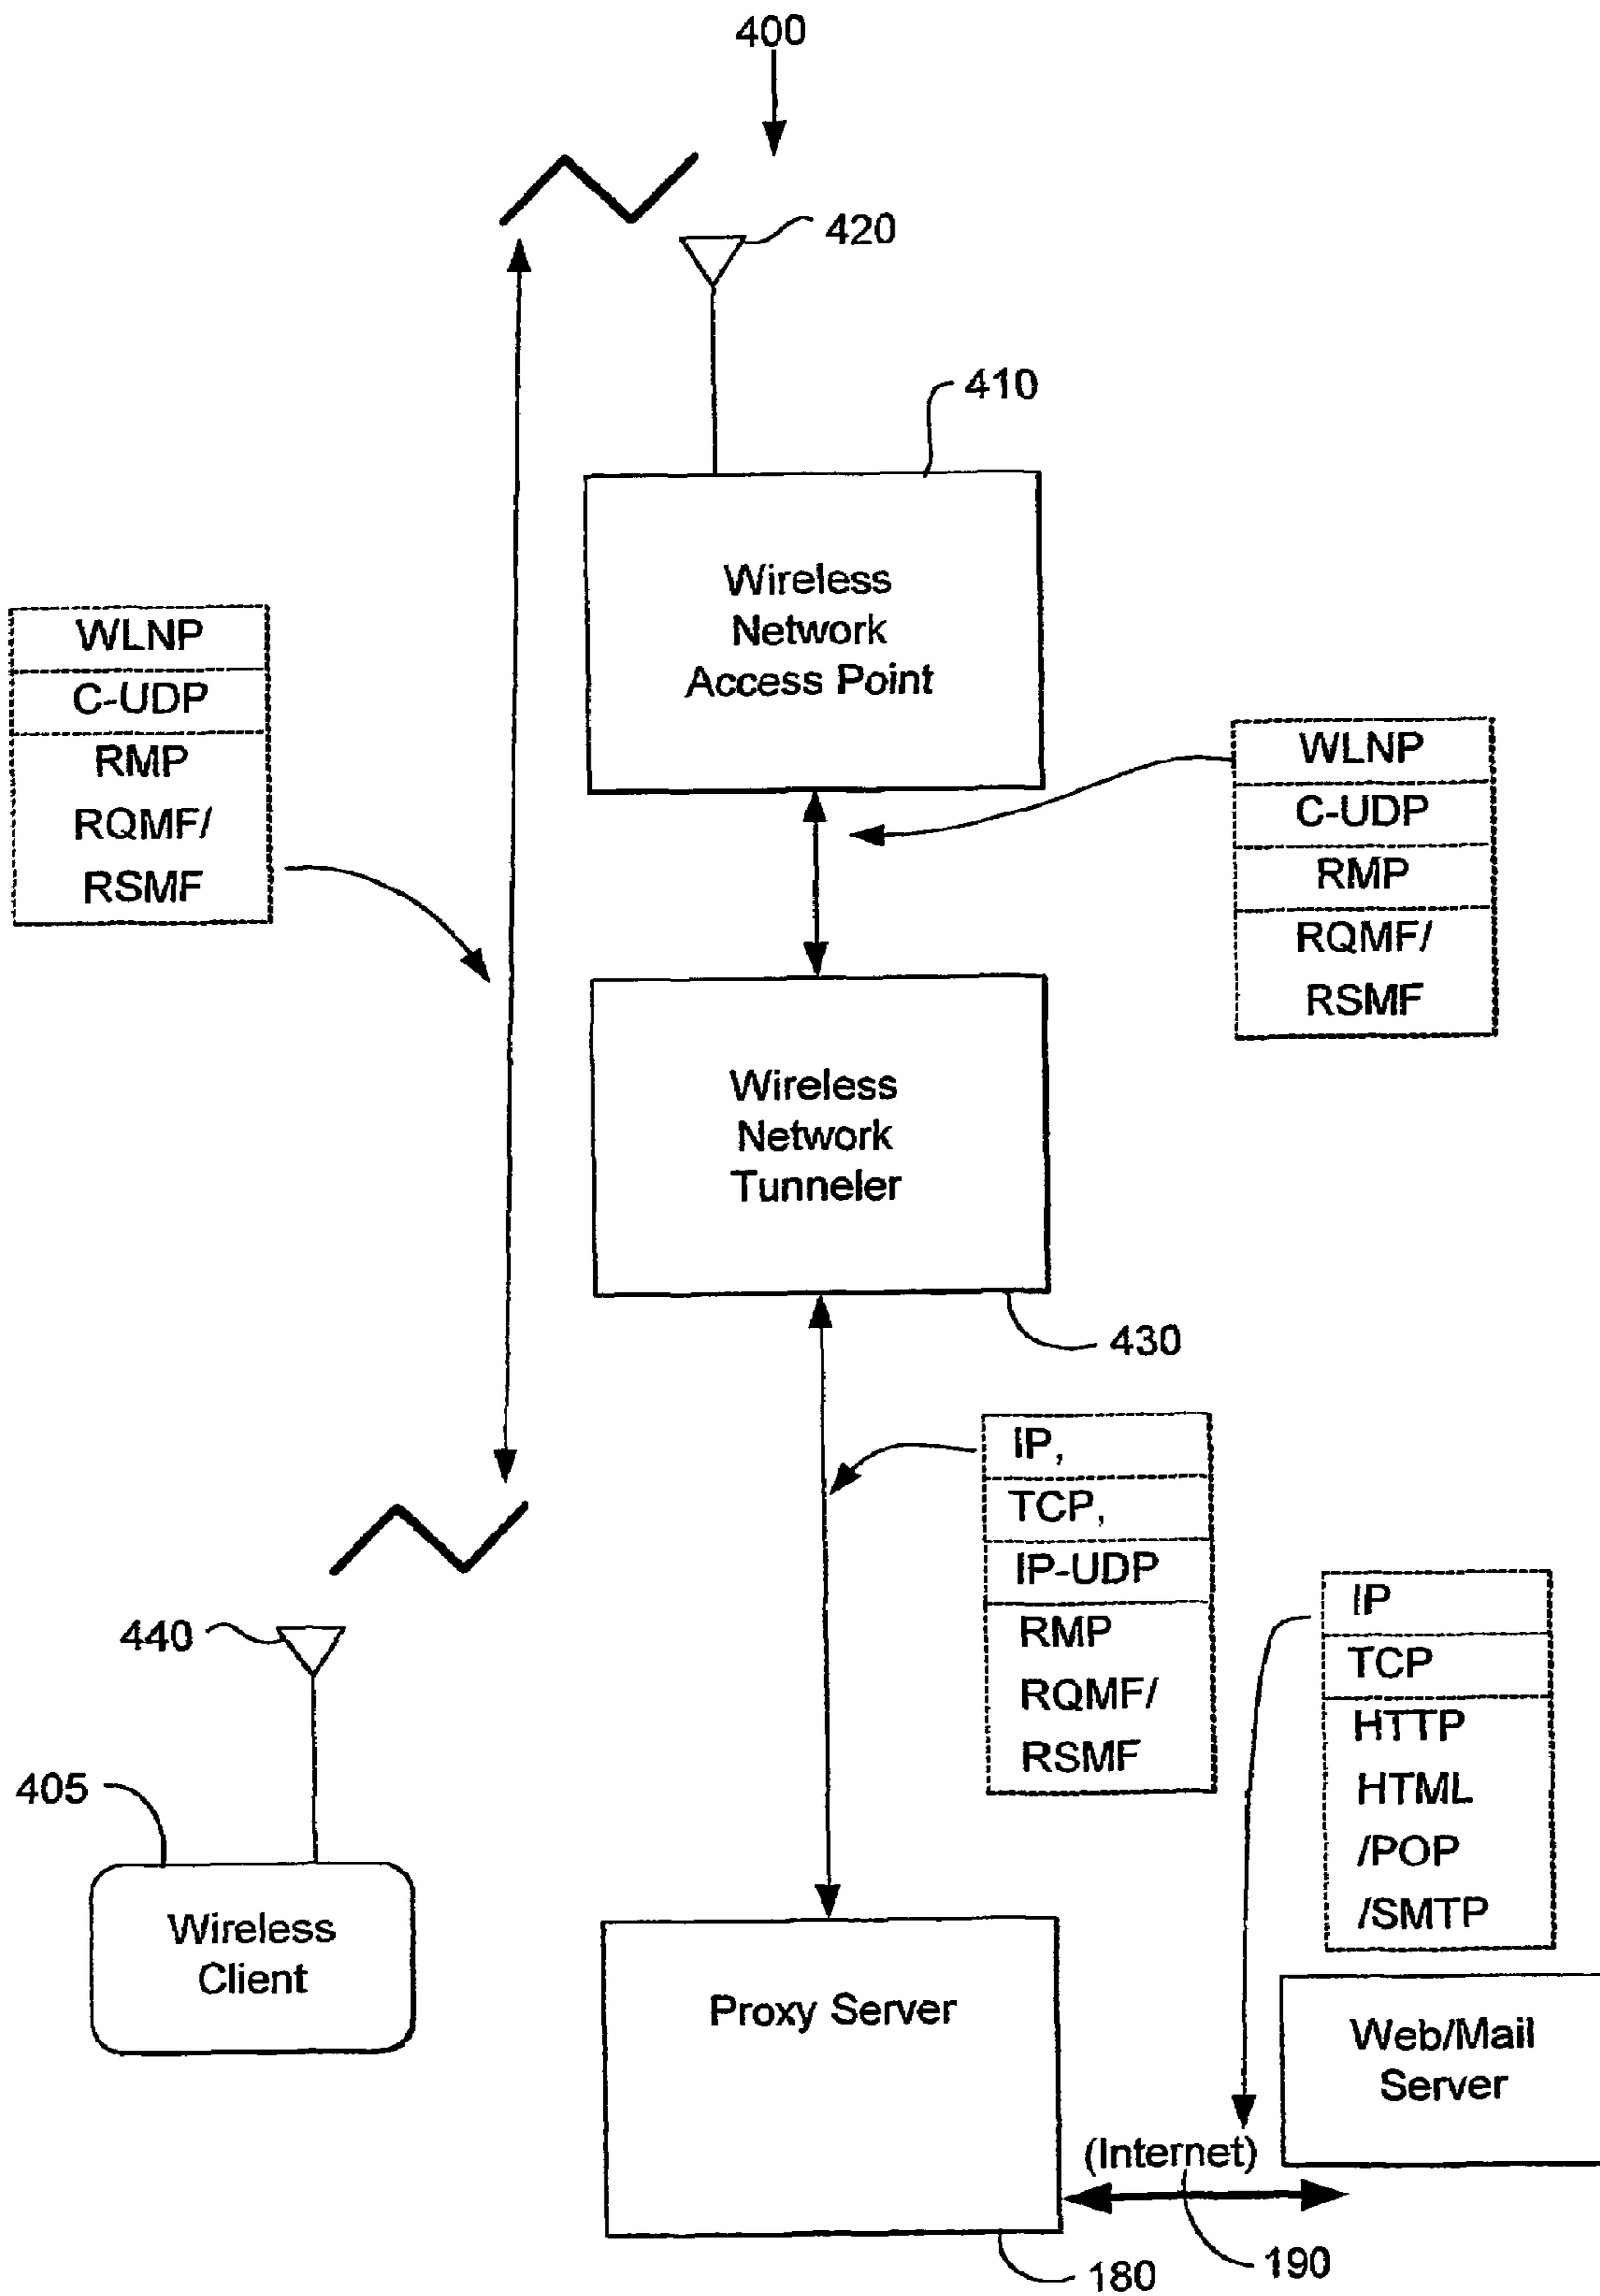 400
420
410
Wireless
Network
Access Point
WLNP
C-UDP
RMP
RQMF/
RSMF
WLNP
C-UDP
RMP
RQMF/
RSMF
Wireless
Network
Tunneler
430
IP,
TCP,
IP-UDP
RMP
RQMF/
RSMF
IP
TCP
HTTP
HTML
/POP
/SMTP
440
405
Wireless
Client
Proxy Server
Web/Mail
Server
(Internet)
190
180